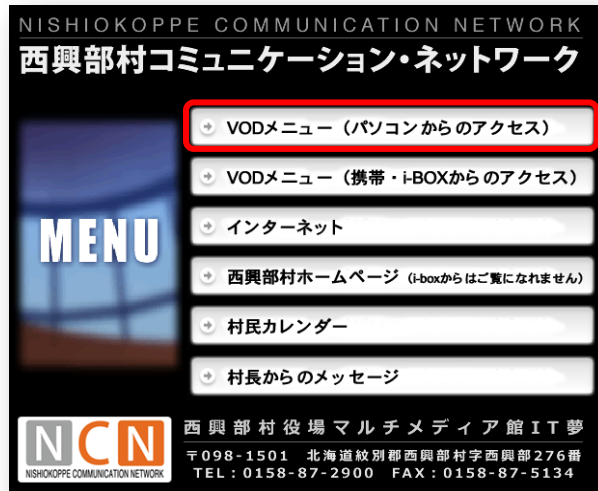 NISHIOKOPPE COMMUNICATION NETWORK
西興部村コミュニケーション・ネットワーク
VODメニュー（パソコンからのアクセス）
VODメニュー（携帯・i-BOXからのアクセス）
MENU
インターネット
西興部村ホームページ（i-boxからはご覧になれません）
村民カレンダー
村長からのメッセージ
NCN
NISHIOKOPPE COMMUNICATION NETWORK
西興部村役場マルチメディア館IT夢
〒098-1501 北海道紋別郡西興部村字西興部276番
TEL：0158-87-2900 FAX：0158-87-5134